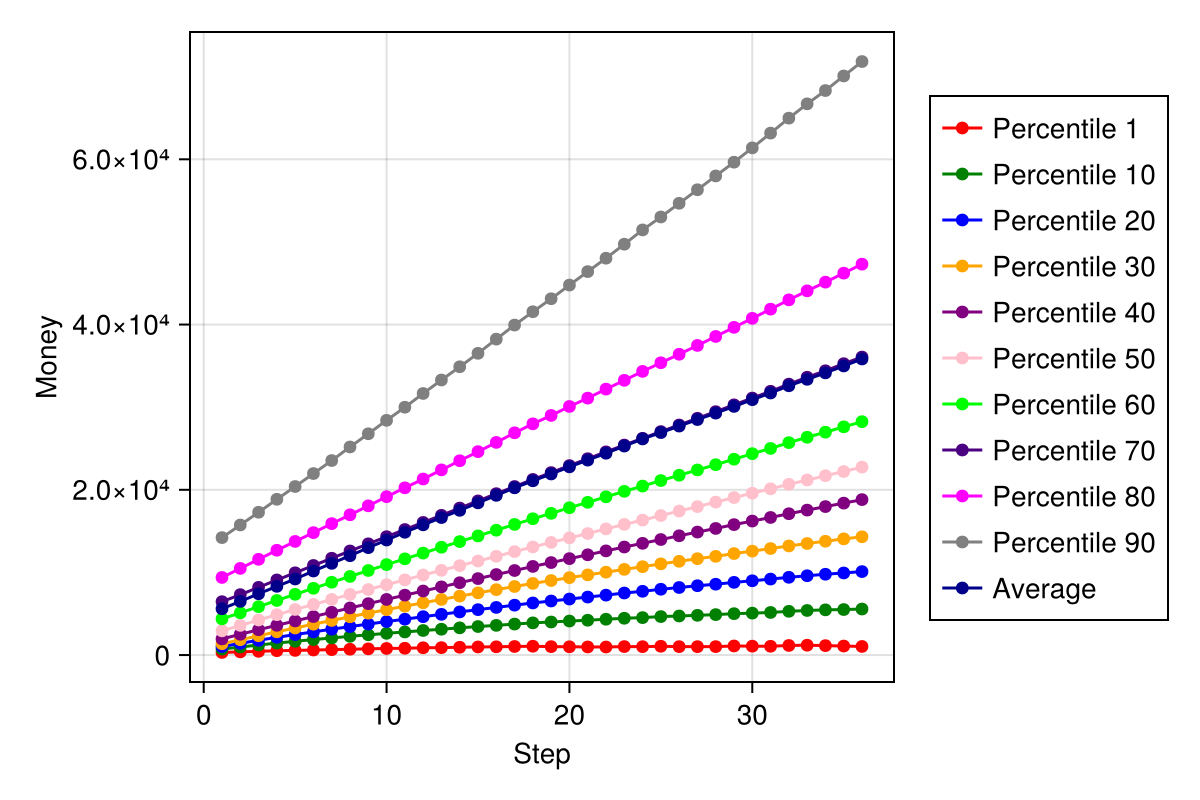 6.0×10⁴
4.0×10⁴
2.0×10⁴
0
Money
0
10
20
30
Step
Percentile 1
Percentile 10
Percentile 20
Percentile 30
Percentile 40
Percentile 50
Percentile 60
Percentile 70
Percentile 80
Percentile 90
Average